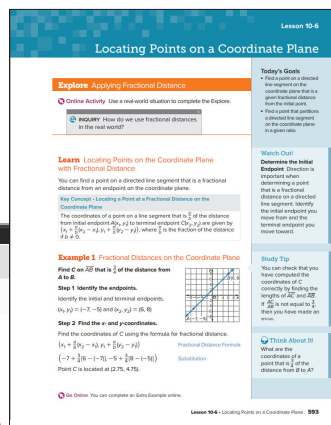 Lesson 10-6
Locating Points on a Coordinate Plane
Explore Applying Fractional Distance
Online Activity Use a real-world situation to complete the Explore.
INQUIRY How do we use fractional distances
in the real world?
Learn Locating Points on the Coordinate Plane
with Fractional Distance
You can find a point on a directed line segment that is a fractional
distance from an endpoint on the coordinate plane.
Key Concept • Locating a Point at a Fractional Distance on the
Coordinate Plane
The coordinates of a point on a line segment that is a/b of the distance
from initial endpoint A(x₁, y₁) to terminal endpoint C(x₂, y₂) are given by
(x₁ + a/b(x₂ − x₁), y₁ + a/b(y₂ − y₁)), where a/b is the fraction of the distance
if b ≠ 0.
Example 1 Fractional Distances on the Coordinate Plane
Find C on AB that is 3/4 of the distance from
A to B.
Step 1 Identify the endpoints.
Identify the initial and terminal endpoints.
(x₁, y₁) = (−7, −5) and (x₂, y₂) = (6, 8)
Step 2 Find the x- and y-coordinates.
Find the coordinates of C using the formula for fractional distance.
(x₁ + a/b(x₂ − x₁), y₁ + a/b(y₂ − y₁)) Fractional Distance Formula
(−7 + 3/4[6 − (−7)], −5 + 3/4[8 − (−5)]) Substitution
Point C is located at (2.75, 4.75).
Go Online You can complete an Extra Example online.
Today's Goals
• Find a point on a directed
line segment on the
coordinate plane that is a
given fractional distance
from the initial point.
• Find a point that partitions
a directed line segment
on the coordinate plane
in a given ratio.
Watch Out!
Determine the Initial
Endpoint Direction is
important when
determining a point
that is a fractional
distance on a directed
line segment. Identify
the initial endpoint you
move from and the
terminal endpoint you
move toward.
Study Tip
You can check that you
have computed the
coordinates of C
correctly by finding the
lengths of AC and AB.
If AC/AB is not equal to 3/4,
then you have made an
error.
Think About It!
What are the
coordinates of a
point that is
distance from B to A?
Lesson 10-6 • Locating Points on a Coordinate Plane 593